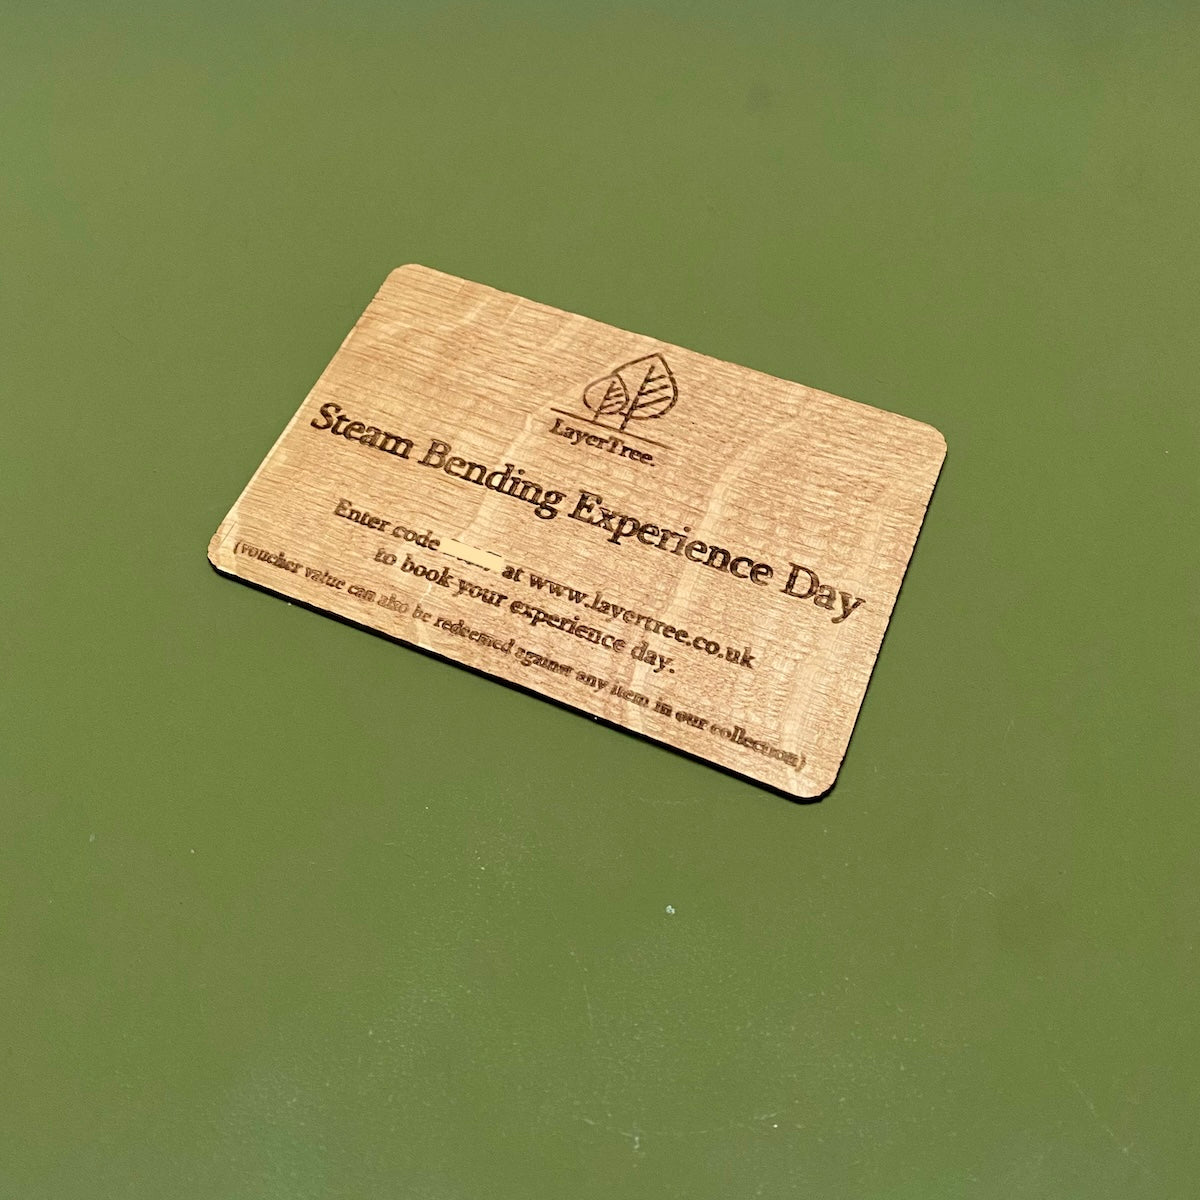 LayerTree.
Steam Bending Experience Day
Enter code at www.layertree.co.uk
to book your experience day.
(voucher value can also be redeemed against any item in our collection)